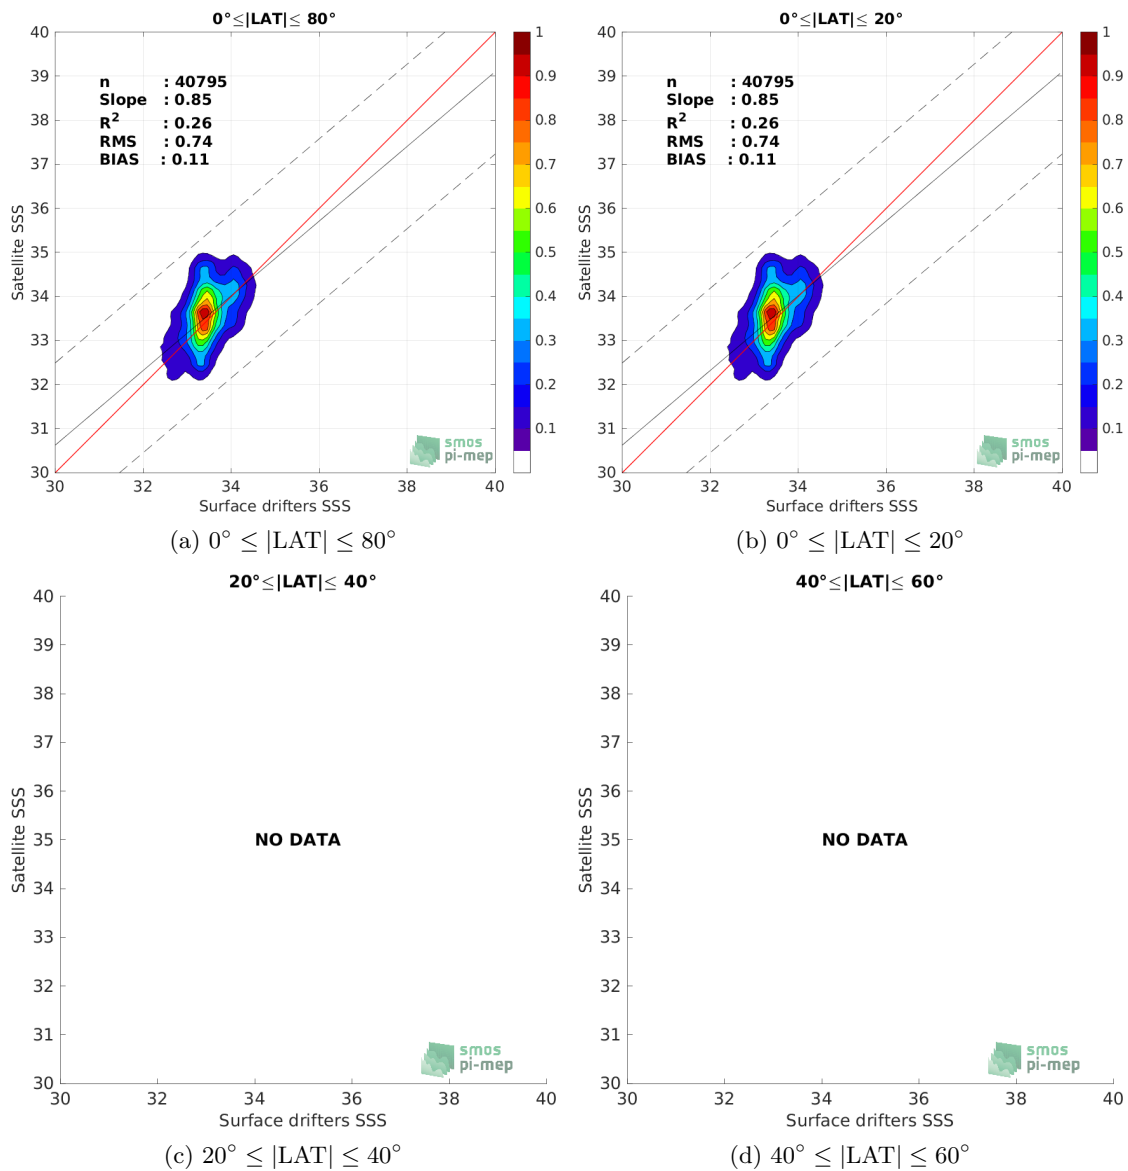 0°≤|LAT|≤ 80°
40
39
38
37
36
35
34
33
32
31
30
30 32 34 36 38 40
Satellite SSS
Surface drifters SSS
n : 40795
Slope : 0.85
R² : 0.26
RMS : 0.74
BIAS : 0.11
1
0.9
0.8
0.7
0.6
0.5
0.4
0.3
0.2
0.1
smos
pi-mep
(a) 0° ≤ |LAT| ≤ 80°
0°≤|LAT|≤ 20°
40
39
38
37
36
35
34
33
32
31
30
30 32 34 36 38 40
Satellite SSS
Surface drifters SSS
n : 40795
Slope : 0.85
R² : 0.26
RMS : 0.74
BIAS : 0.11
1
0.9
0.8
0.7
0.6
0.5
0.4
0.3
0.2
0.1
smos
pi-mep
(b) 0° ≤ |LAT| ≤ 20°
20°≤|LAT|≤ 40°
40
39
38
37
36
35
34
33
32
31
30
30 32 34 36 38 40
Satellite SSS
Surface drifters SSS
NO DATA
smos
pi-mep
(c) 20° ≤ |LAT| ≤ 40°
40°≤|LAT|≤ 60°
40
39
38
37
36
35
34
33
32
31
30
30 32 34 36 38 40
Satellite SSS
Surface drifters SSS
NO DATA
smos
pi-mep
(d) 40° ≤ |LAT| ≤ 60°